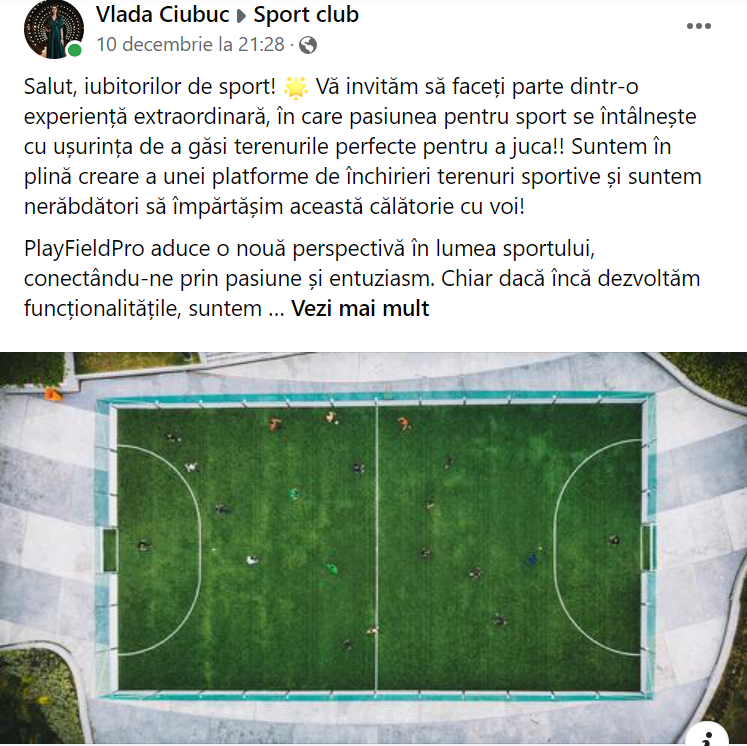 Vlada Ciubuc ▸ Sport club
10 decembrie la 21:28 ·
Salut, iubitorilor de sport! 🌟 Vă invităm să faceți parte dintr-o
experiență extraordinară, în care pasiunea pentru sport se întâlnește
cu ușurința de a găsi terenurile perfecte pentru a juca!! Suntem în
plină creare a unei platforme de închirieri terenuri sportive și suntem
nerăbdători să împărtășim această călătorie cu voi!
PlayFieldPro aduce o nouă perspectivă în lumea sportului,
conectându-ne prin pasiune și entuziasm. Chiar dacă încă dezvoltăm
funcționalitățile, suntem ... Vezi mai mult